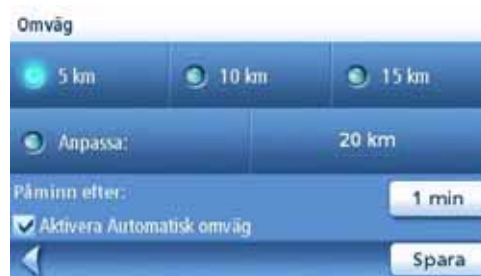 Omväg
5 km 10 km 15 km
Anpassa: 20 km
Påminn efter: 1 min
Aktivera Automatisk omväg
Spara